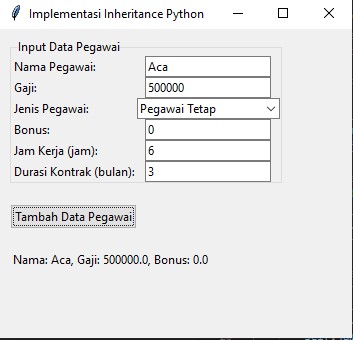 Implementasi Inheritance Python
Input Data Pegawai
Nama Pegawai: Aca
Gaji: 500000
Jenis Pegawai: Pegawai Tetap
Bonus: 0
Jam Kerja (jam): 6
Durasi Kontrak (bulan): 3
Tambah Data Pegawai
Nama: Aca, Gaji: 500000.0, Bonus: 0.0